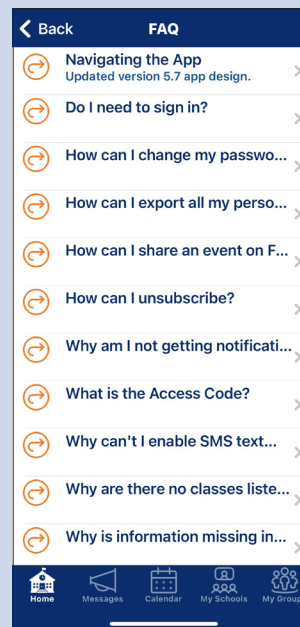 Back
FAQ
Navigating the App
Updated version 5.7 app design.
Do I need to sign in?
How can I change my passwo...
How can I export all my perso...
How can I share an event on F...
How can I unsubscribe?
Why am I not getting notificati...
What is the Access Code?
Why can't I enable SMS text...
Why are there no classes liste...
Why is information missing in...
Home
Messages
Calendar
My Schools
My Group